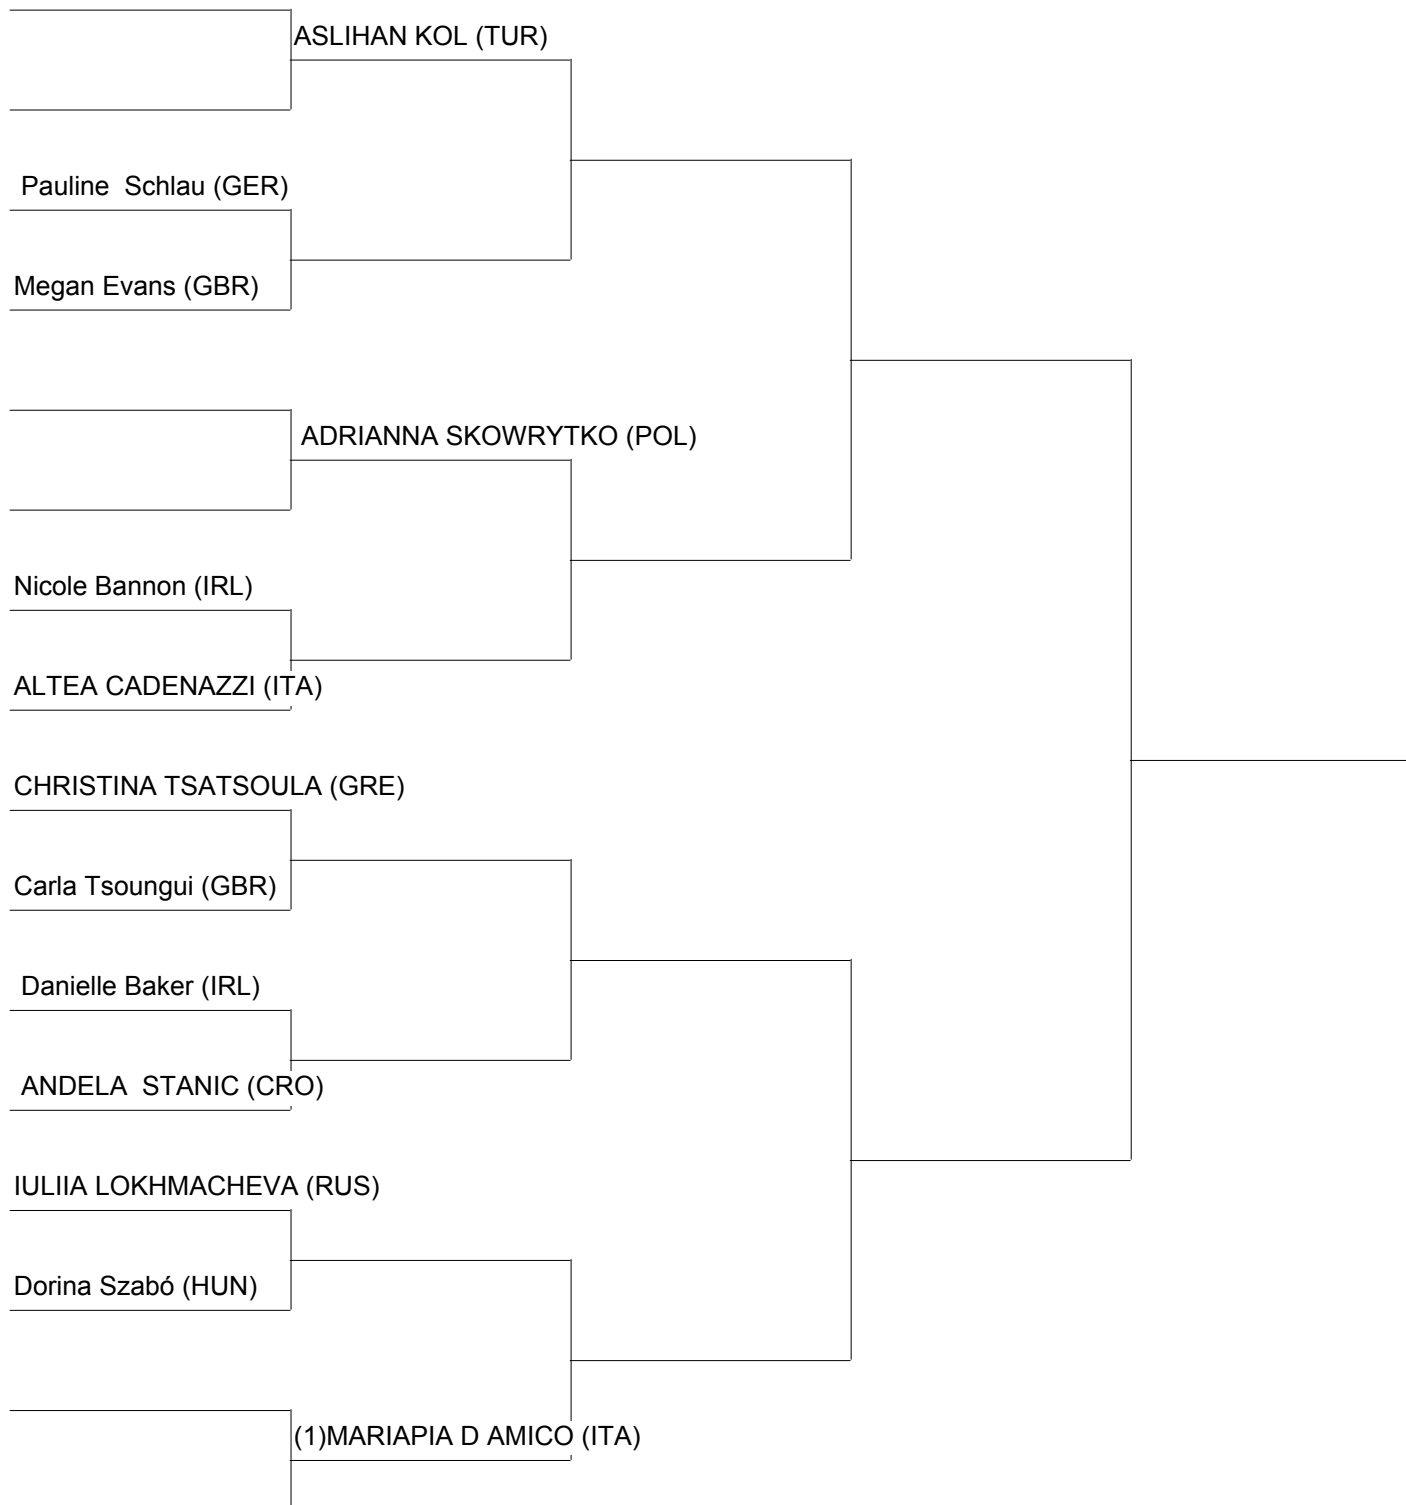 ASLIHAN KOL (TUR)
Pauline  Schlau (GER)
Megan Evans (GBR)
ADRIANNA SKOWRYTKO (POL)
Nicole Bannon (IRL)
ALTEA CADENAZZI (ITA)
CHRISTINA TSATSOULA (GRE)
Carla Tsoungui (GBR)
Danielle Baker (IRL)
ANDELA  STANIC (CRO)
IULIIA LOKHMACHEVA (RUS)
Dorina Szabó (HUN)
(1)MARIAPIA D AMICO (ITA)